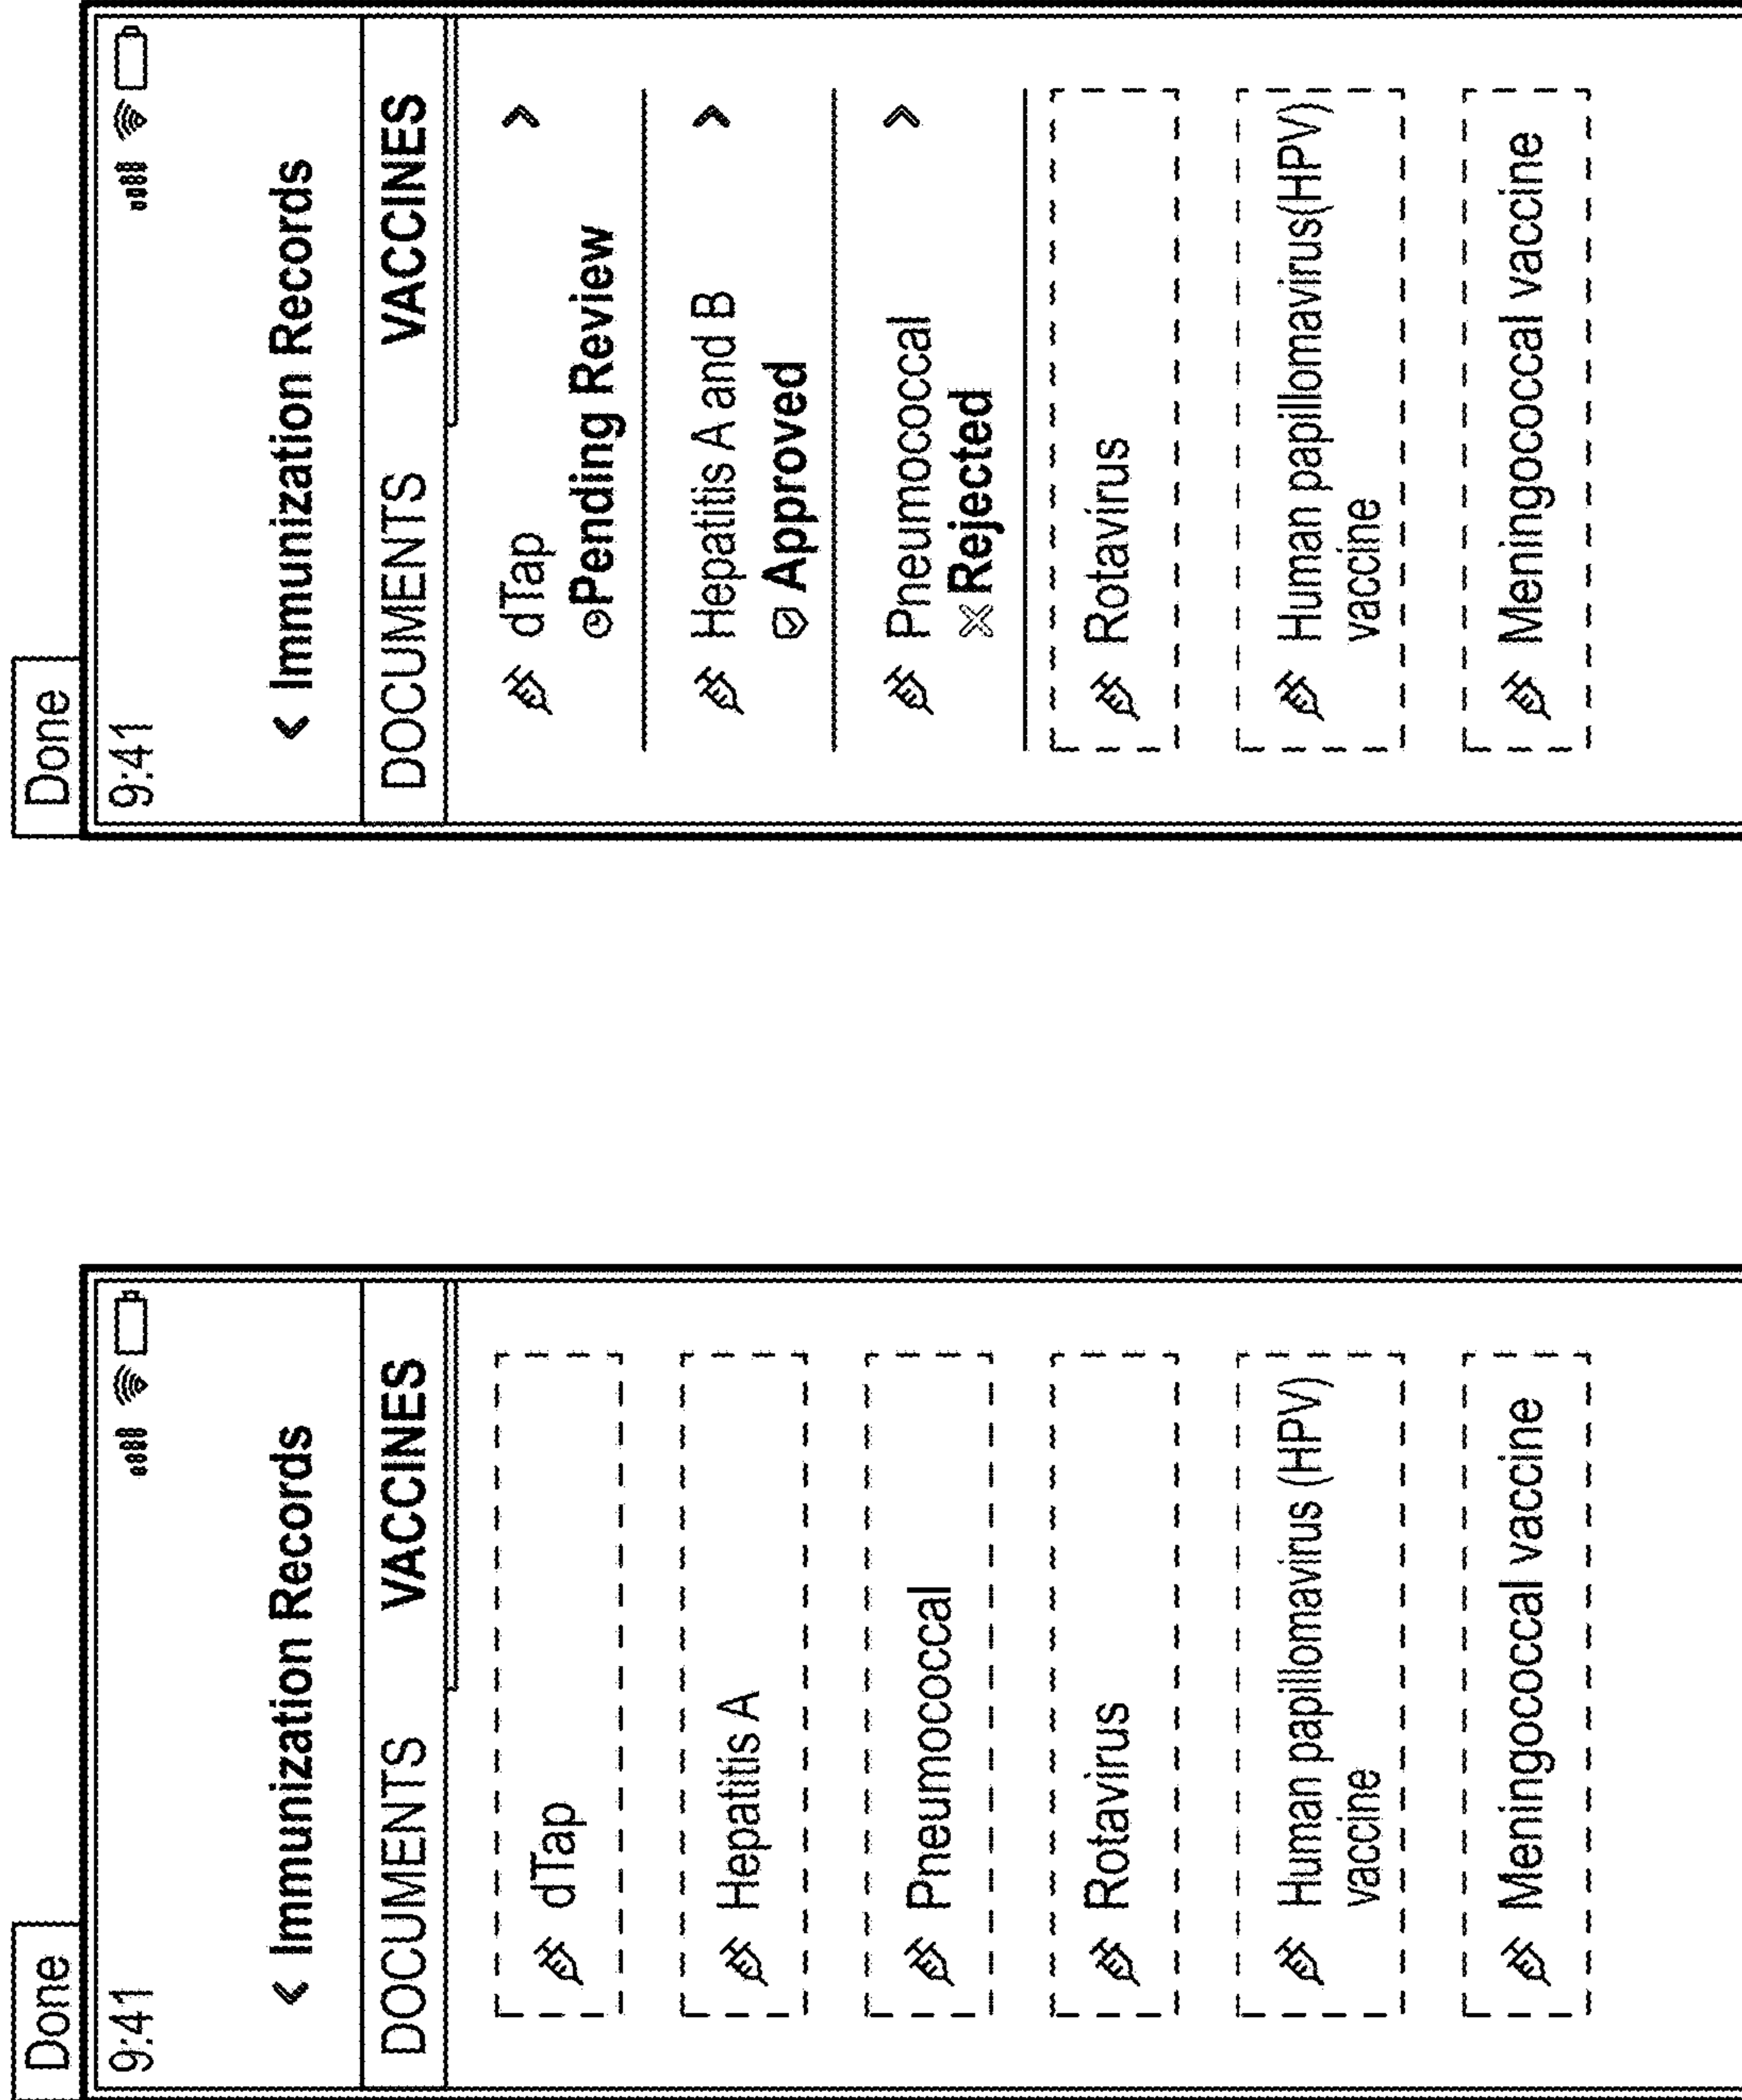 Done
9:41
Immunization Records
DOCUMENTS VACCINES
dTap
Hepatitis A
Pneumococcal
Rotavirus
Human papillomavirus (HPV)
vaccine
Meningococcal vaccine
Done
9:41
Immunization Records
DOCUMENTS VACCINES
dTap
Pending Review
Hepatitis A and B
Approved
Pneumococcal
Rejected
Rotavirus
Human papillomavirus(HPV)
vaccine
Meningococcal vaccine